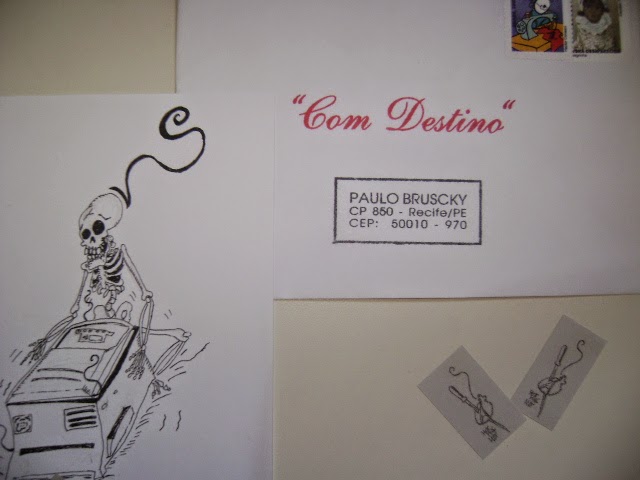 "Com Destino"
PAULO BRUSCKY
CP 850 - Recife/PE
CEP: 50010 - 970